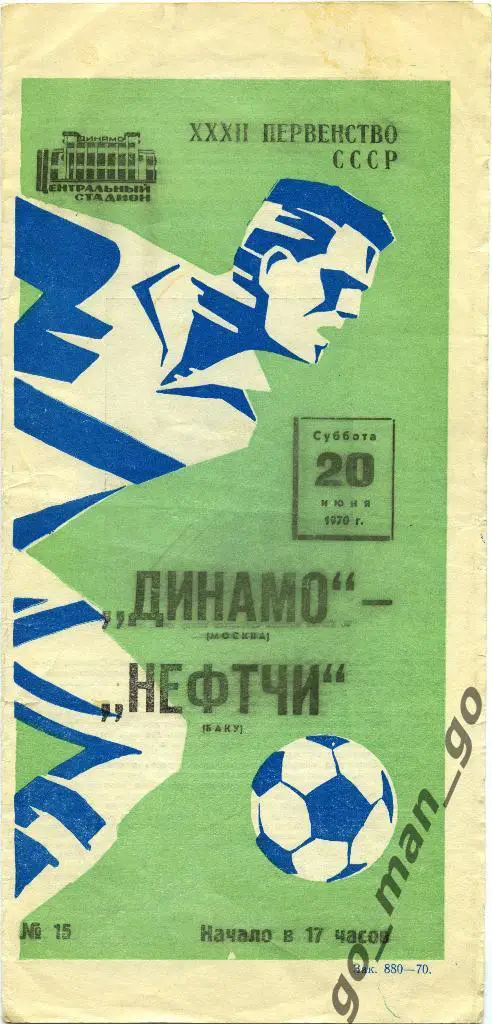 ДИНАМО
ЦЕНТРАЛЬНЫЙ
СТАДИОН
XXXII ПЕРВЕНСТВО
СССР
Суббота
20
июня
1970 г.
„ДИНАМО“ –
(МОСКВА)
„НЕФТЧИ“
(БАКУ)
№ 15
Начало в 17 часов
Зак. 880—70.
go_man_go